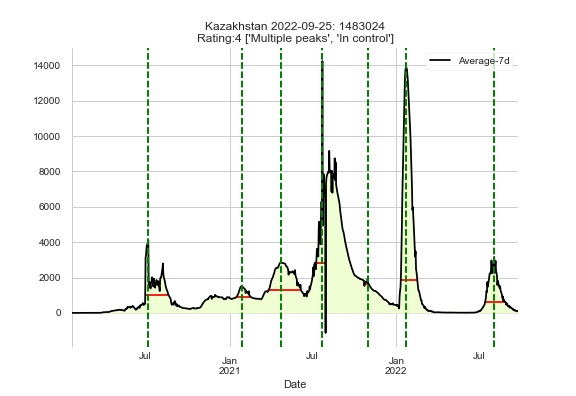 Kazakhstan 2022-09-25: 1483024
Rating:4 ['Multiple peaks', 'In control']
Average-7d
14000
12000
10000
8000
6000
4000
2000
0
Jul
Jan
2021
Jul
Jan
2022
Jul
Date